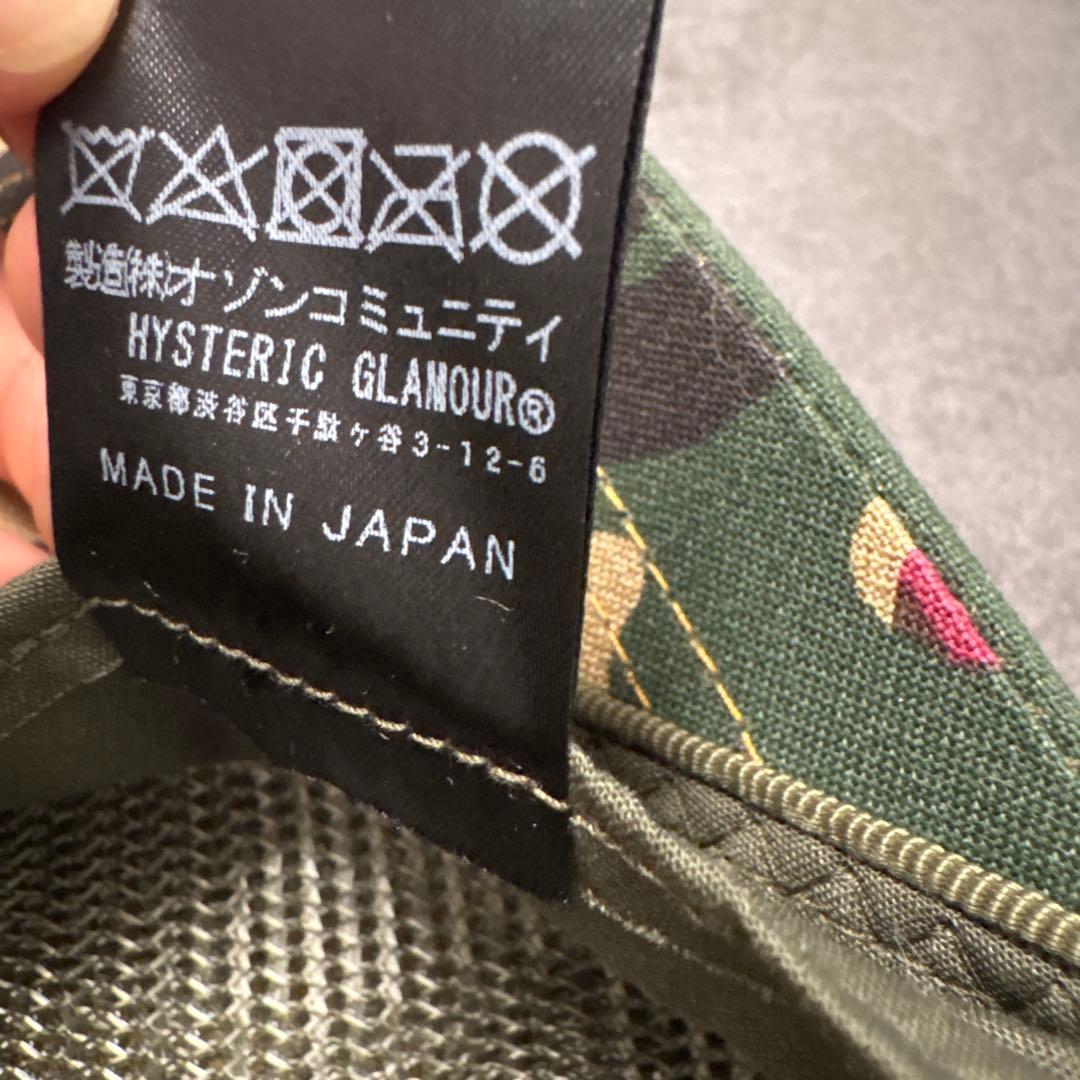 製造(株)オゾンコミュニティ
HYSTERIC GLAMOUR®
東京都渋谷区千駄ヶ谷3-12-6
MADE IN JAPAN